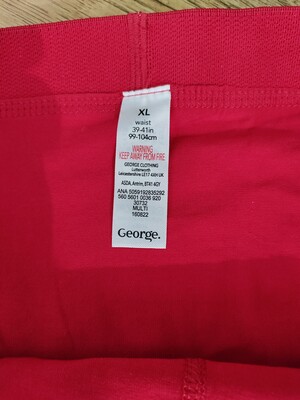 XL
waist
39-41in
99-104cm
WARNING
KEEP AWAY FROM FIRE
GEORGE CLOTHING
Lutterworth
Leicestershire LE17 4XH UK
ASDA, Antrim, BT41 4GY
ANA 5059192835292
560 5601 0036 920
30732
MULTI
160822
George.